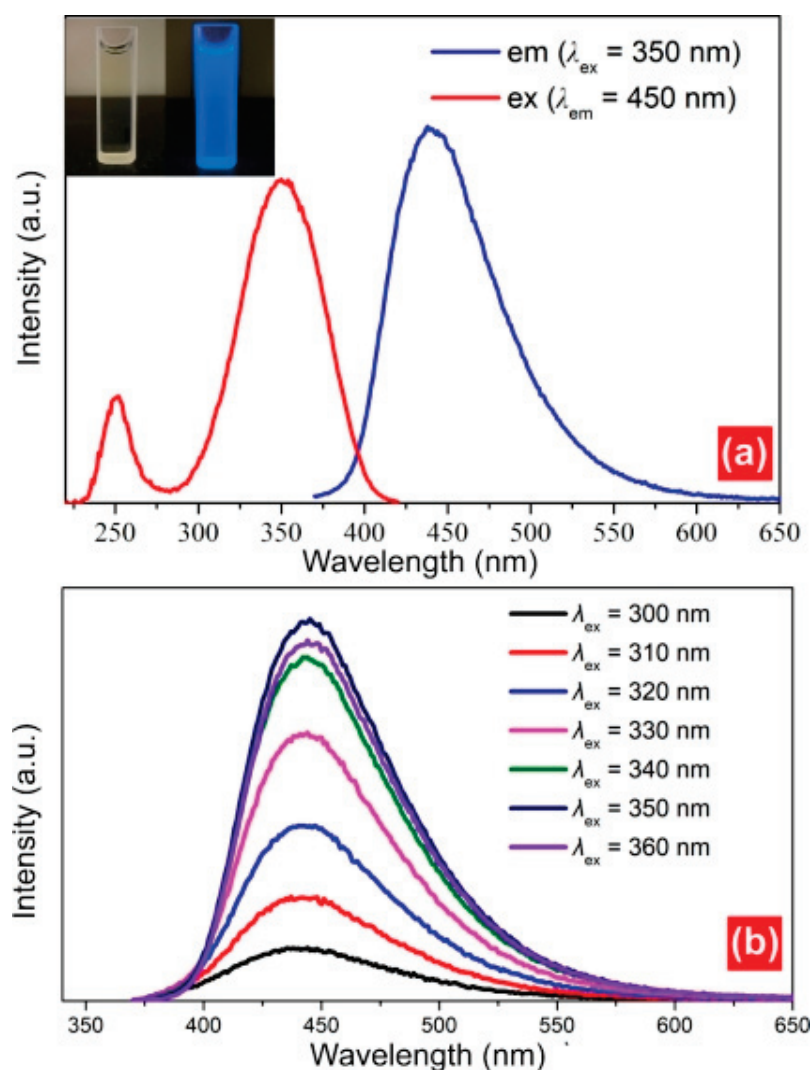 em (λex = 350 nm)
ex (λem = 450 nm)
Intensity (a.u.)
(a)
250 300 350 400 450 500 550 600 650
Wavelength (nm)
λex = 300 nm
λex = 310 nm
λex = 320 nm
λex = 330 nm
λex = 340 nm
λex = 350 nm
λex = 360 nm
Intensity (a.u.)
(b)
350 400 450 500 550 600 650
Wavelength (nm)